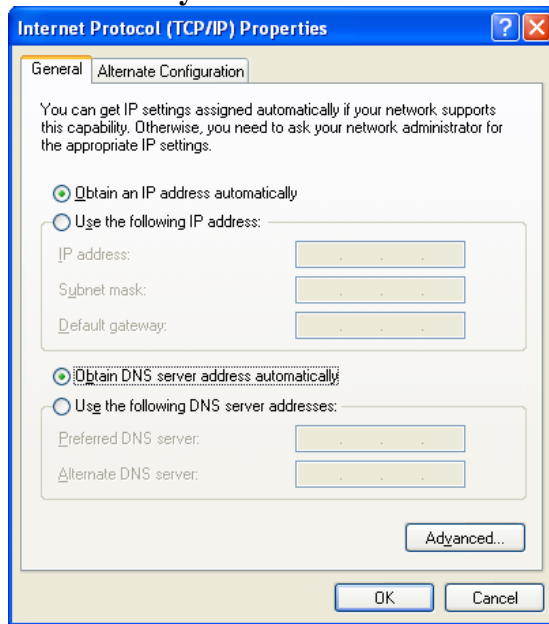 Internet Protocol (TCP/IP) Properties
General
Alternate Configuration
You can get IP settings assigned automatically if your network supports
this capability. Otherwise, you need to ask your network administrator for
the appropriate IP settings.
Obtain an IP address automatically
Use the following IP address:
IP address:
Subnet mask:
Default gateway:
Obtain DNS server address automatically
Use the following DNS server addresses:
Preferred DNS server:
Alternate DNS server:
Advanced...
OK
Cancel